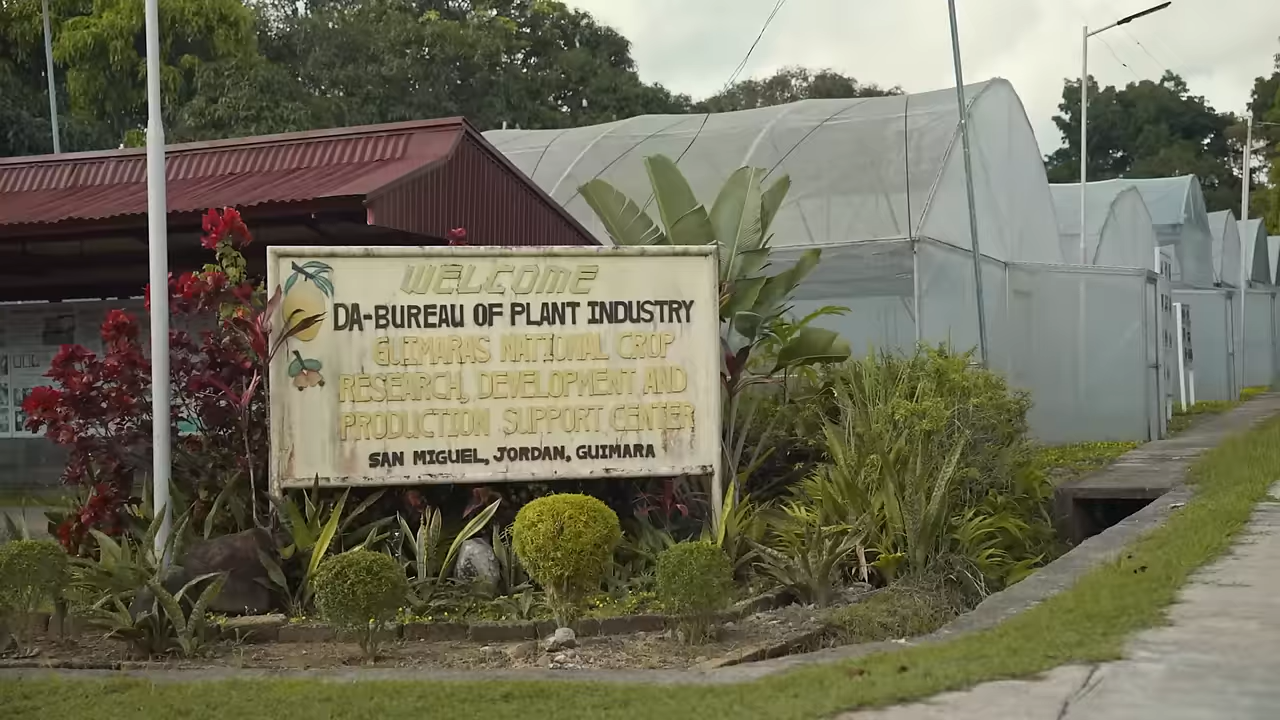 WELCOME
DA-BUREAU OF PLANT INDUSTRY
GUIMARAS NATIONAL CROP
RESEARCH, DEVELOPMENT AND
PRODUCTION SUPPORT CENTER
SAN MIGUEL, JORDAN, GUIMARA